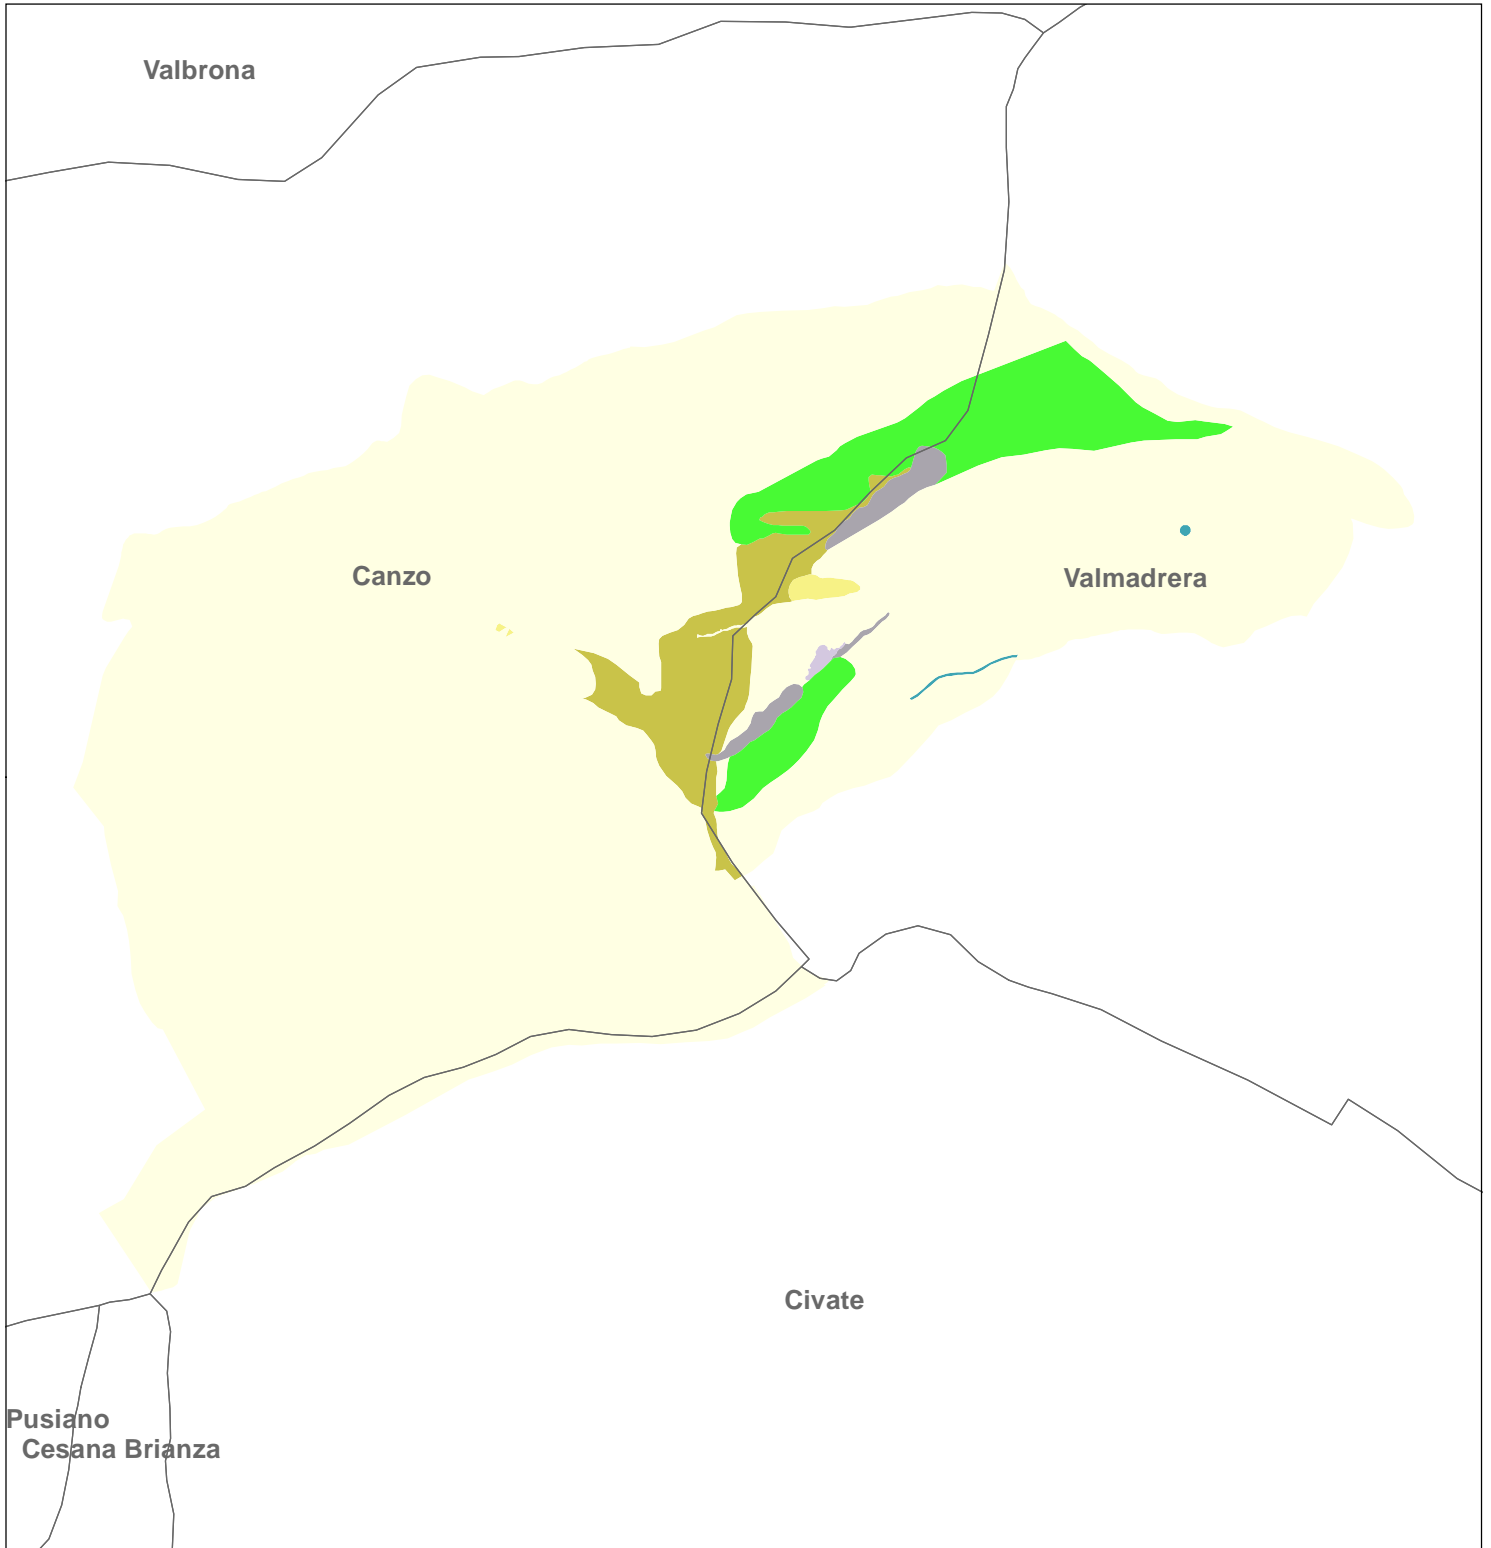 Valbrona
Canzo
Valmadrera
Civate
Pusiano
Cesana Brianza